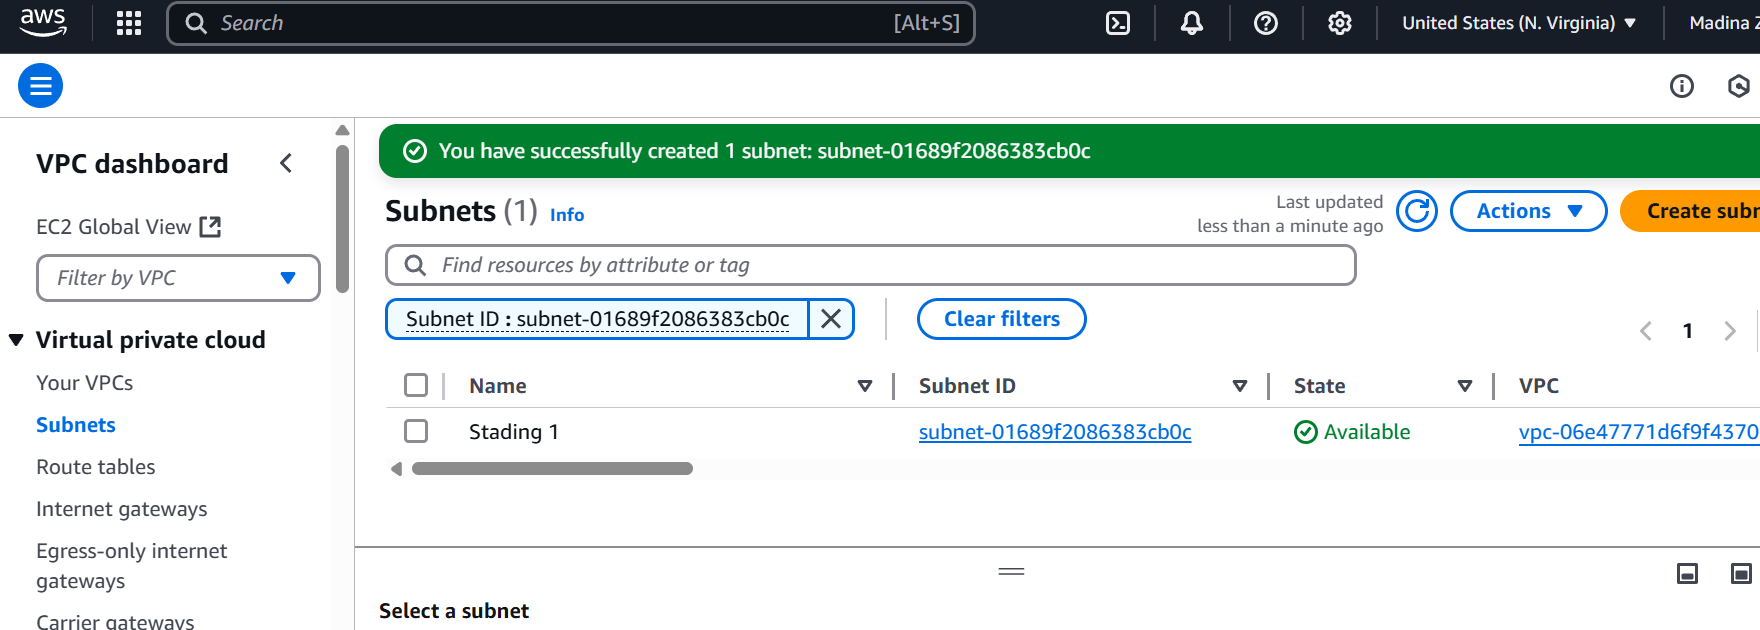 aws
Search [Alt+S]
United States (N. Virginia)
Madina
VPC dashboard
EC2 Global View
Filter by VPC
Virtual private cloud
Your VPCs
Subnets
Route tables
Internet gateways
Egress-only internet
gateways
Carrier gateways
You have successfully created 1 subnet: subnet-01689f2086383cb0c
Subnets (1) Info
Last updated
less than a minute ago
Actions
Create subn
Find resources by attribute or tag
Subnet ID : subnet-01689f2086383cb0c
Clear filters
1
Name Subnet ID State VPC
Stading 1 subnet-01689f2086383cb0c Available vpc-06e47771d6f9f4370
Select a subnet